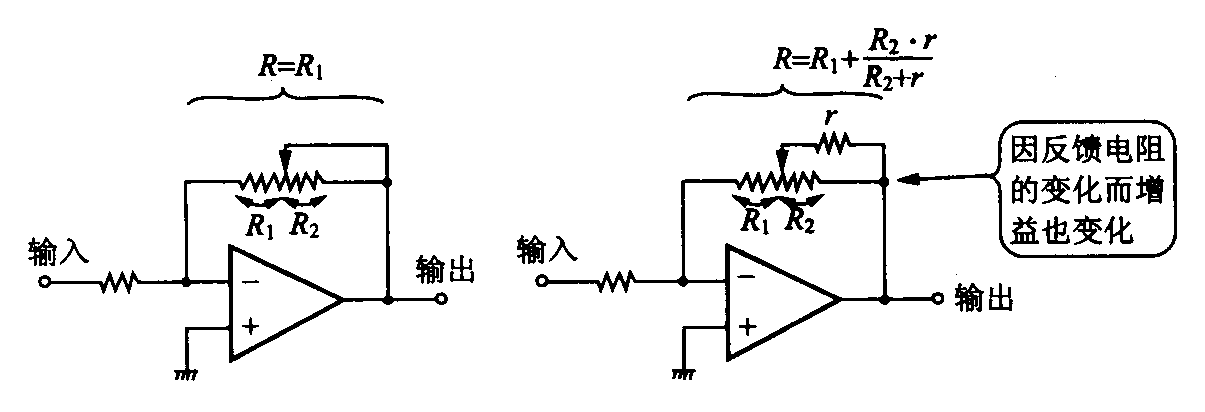 R=R₁
R₁ R₂
输入
−
+
输出
R=R₁+R₂·r/R₂+r
r
R₁ R₂
输入
−
+
输出
因反馈电阻
的变化而增
益也变化